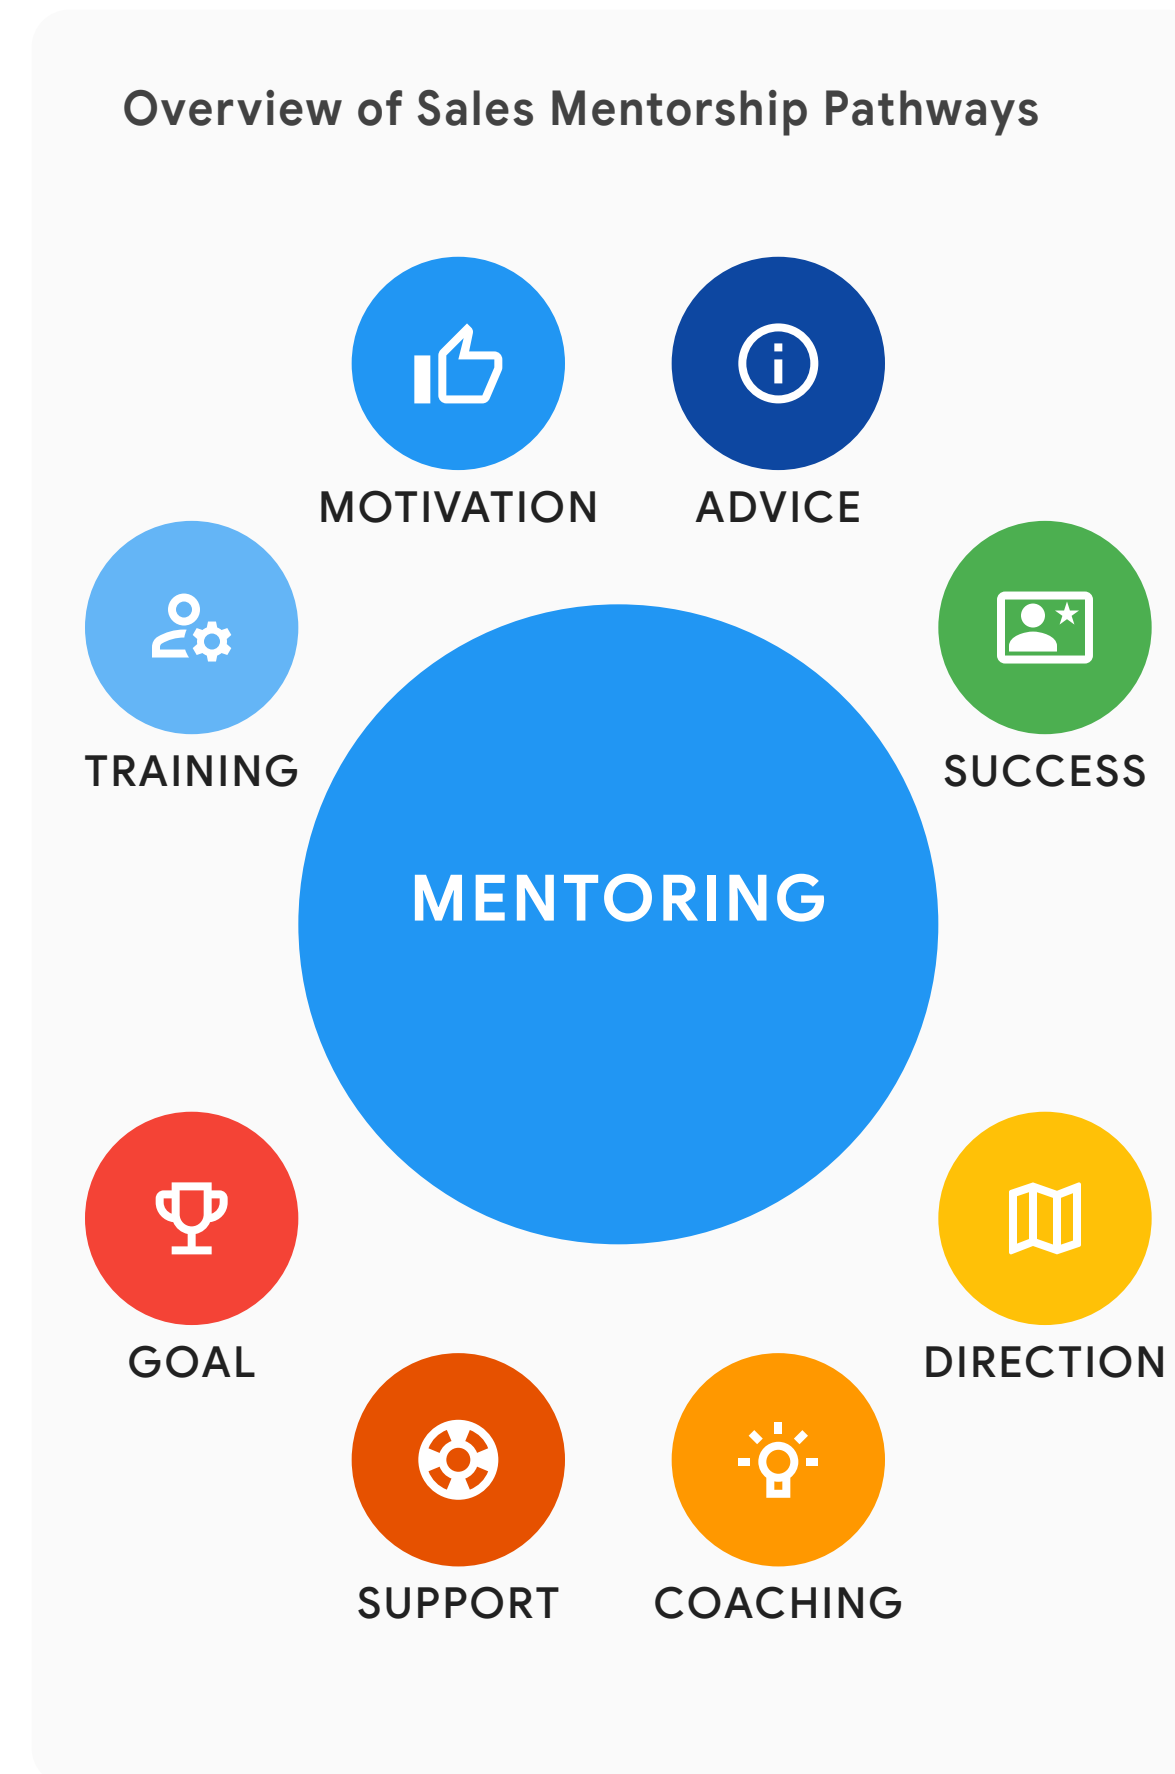 Overview of Sales Mentorship Pathways
MOTIVATION
ADVICE
TRAINING
SUCCESS
MENTORING
GOAL
DIRECTION
SUPPORT
COACHING